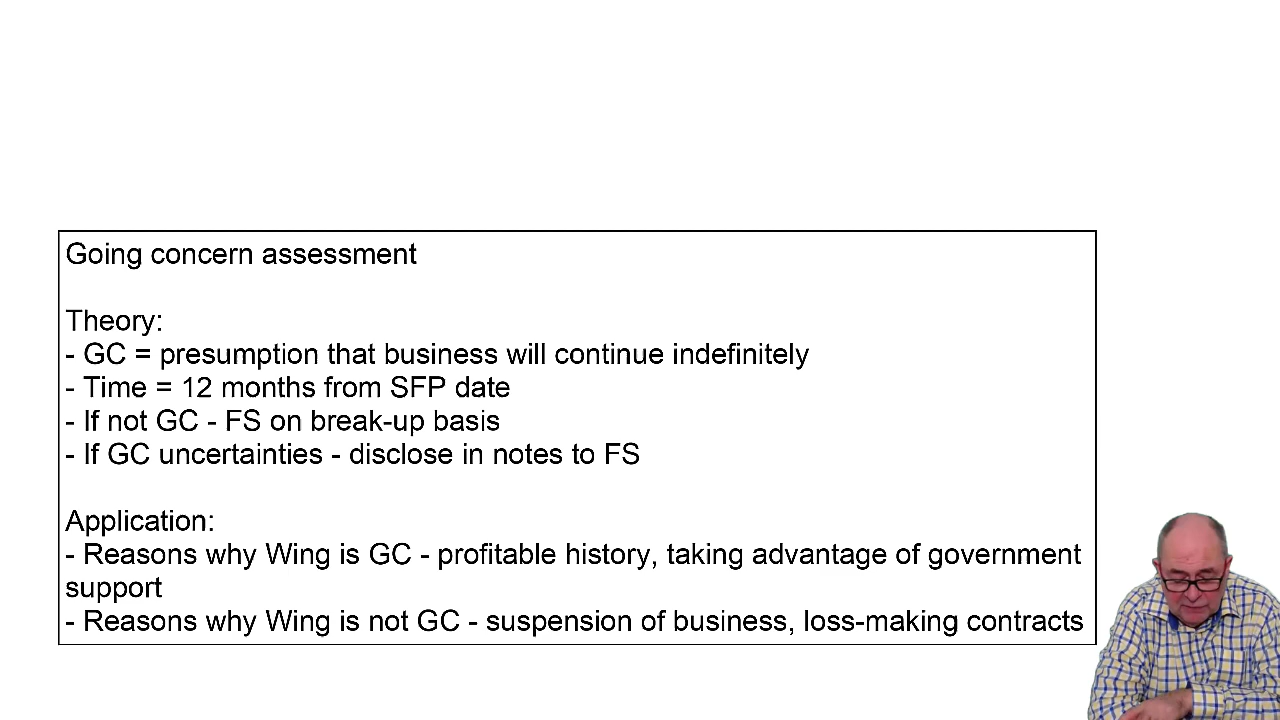 Going concern assessment
Theory:
- GC = presumption that business will continue indefinitely
- Time = 12 months from SFP date
- If not GC - FS on break-up basis
- If GC uncertainties - disclose in notes to FS
Application:
- Reasons why Wing is GC - profitable history, taking advantage of government
support
- Reasons why Wing is not GC - suspension of business, loss-making contracts